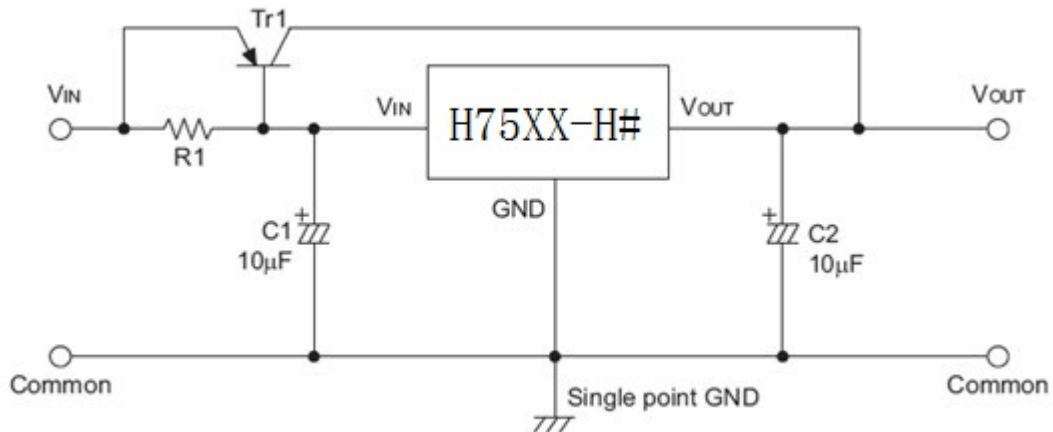 Tr1
VIN
R1
VIN
H75XX-H#
VOUT
VOUT
GND
C1
10μF
C2
10μF
Common
Single point GND
Common
+
+